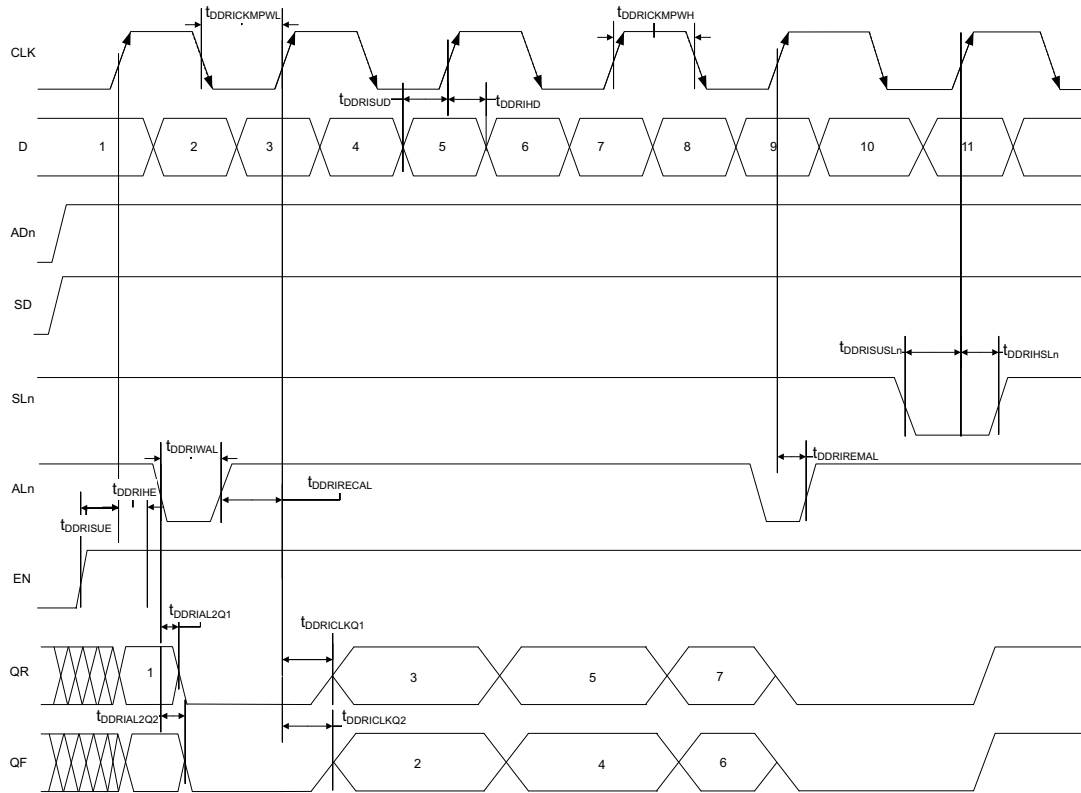 tDDRICKMPWL
tDDRICKMPWH
CLK
tDDRISUD
tDDRIHD
D
1
2
3
4
5
6
7
8
9
10
11
ADn
SD
tDDRISUSLn
tDDRIHSLn
SLn
tDDRIWAL
ALn
tDDRIHE
tDDRIRECAL
tDDRIREMAL
tDDRISUE
EN
tDDRIAL2Q1
tDDRICLKQ1
QR
1
3
5
7
tDDRIAL2Q2
tDDRICLKQ2
QF
2
4
6